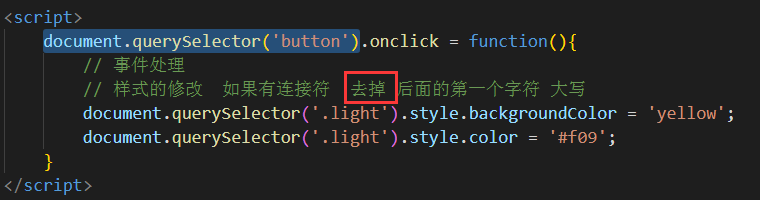 <script>
document.querySelector('button').onclick = function(){
// 事件处理
// 样式的修改 如果有连接符 去掉 后面的第一个字符 大写
document.querySelector('.light').style.backgroundColor = 'yellow';
document.querySelector('.light').style.color = '#f09';
}
</script>